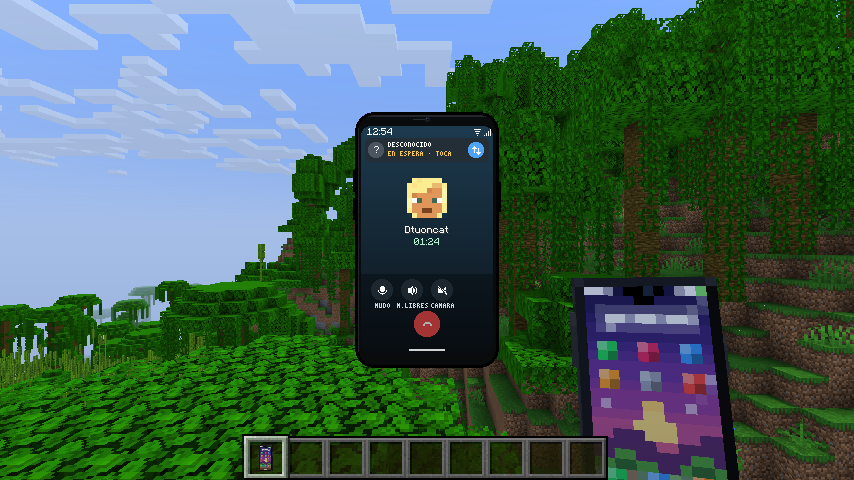 12:54
?
DESCONOCIDO
EN ESPERA · TOCA
Dtuoncat
01:24
MUDO M.LIBRES CAMARA